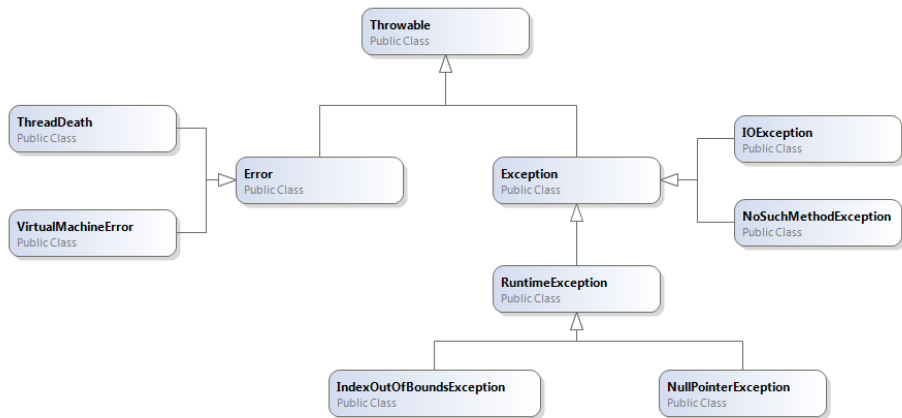 Throwable
Public Class
ThreadDeath
Public Class
IOException
Public Class
Error
Public Class
Exception
Public Class
VirtualMachineError
Public Class
NoSuchMethodException
Public Class
RuntimeException
Public Class
IndexOutOfBoundsException
Public Class
NullPointerException
Public Class